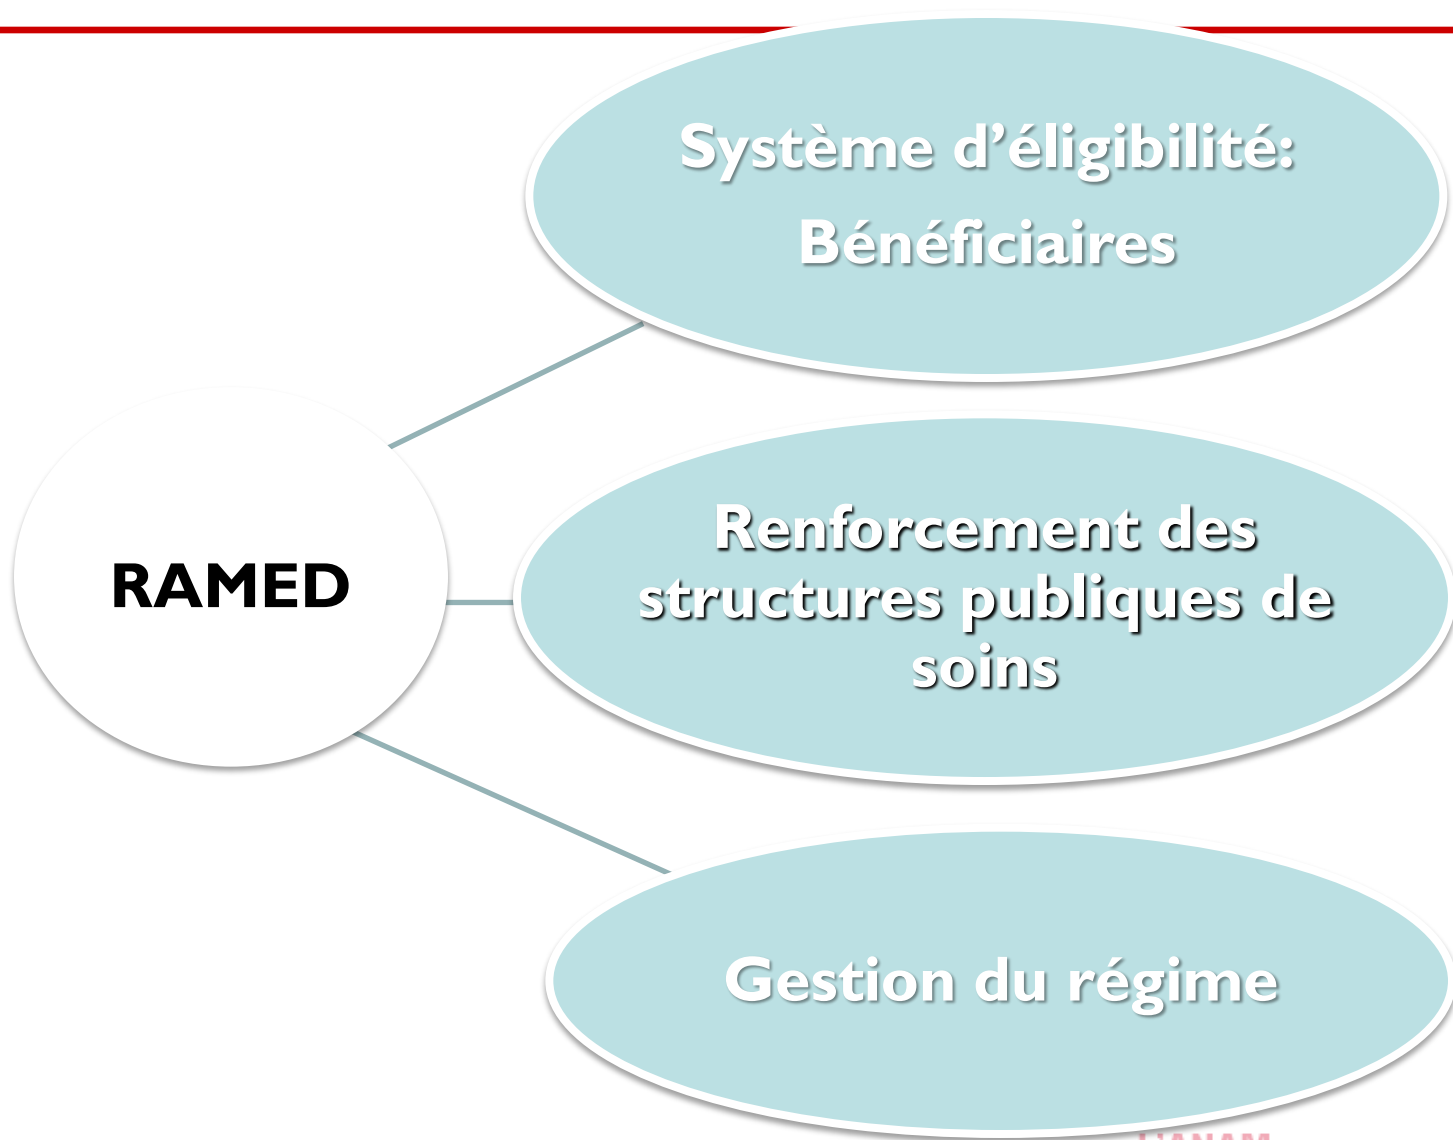 Système d’éligibilité:
Bénéficiaires
Renforcement des
structures publiques de
soins
RAMED
Gestion du régime